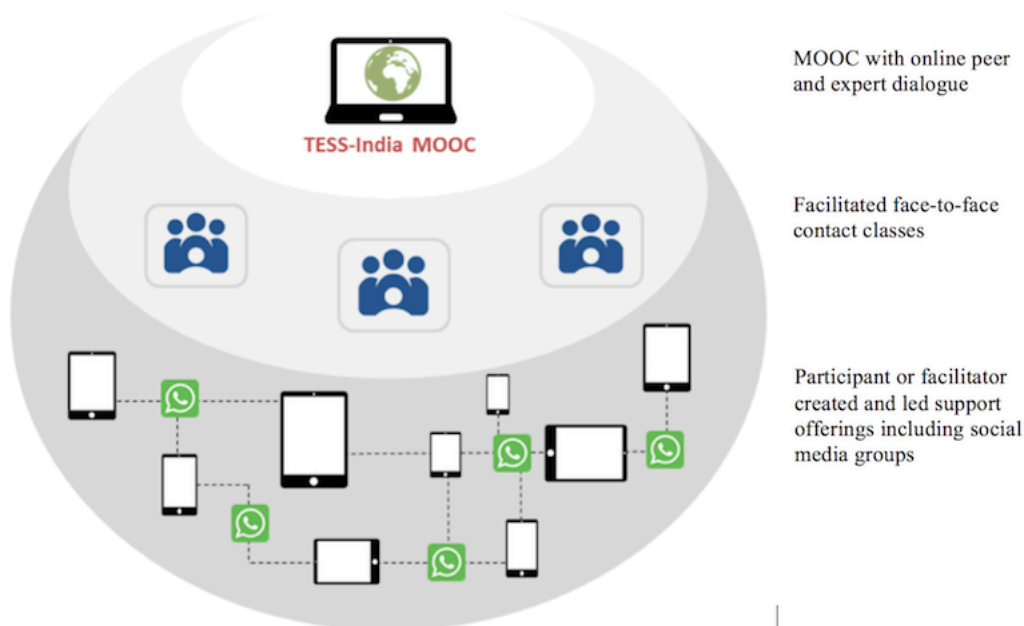 MOOC with online peer
and expert dialogue
TESS-India MOOC
Facilitated face-to-face
contact classes
Participant or facilitator
created and led support
offerings including social
media groups